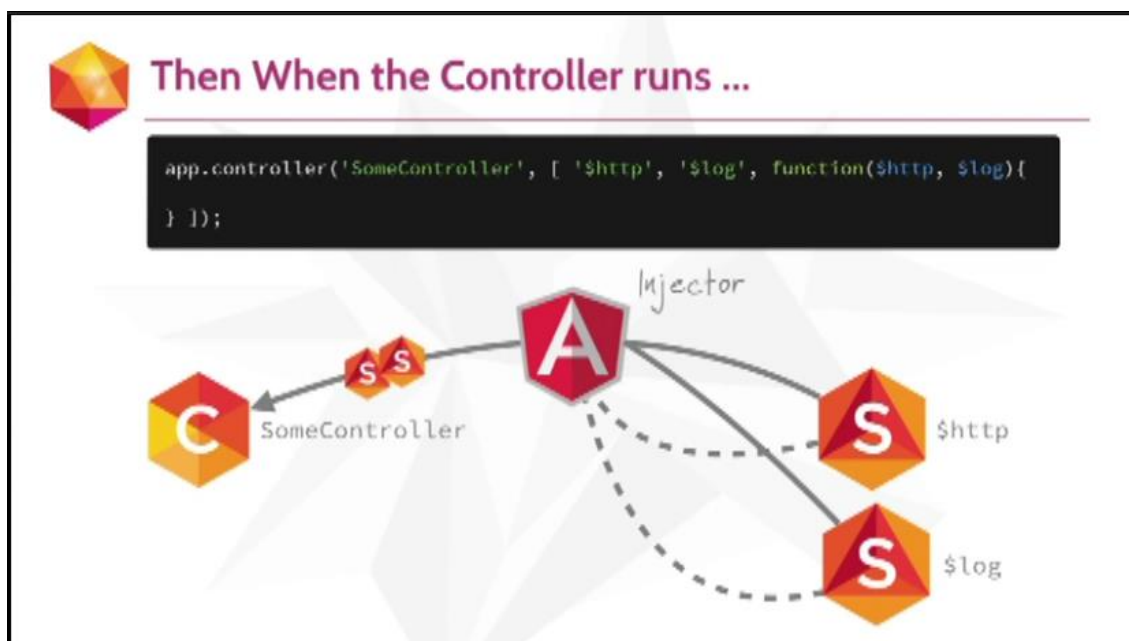 Then When the Controller runs ...
app.controller('SomeController', [ '$http', '$log', function($http, $log){
} ]);
Injector
A
S S
C
SomeController
S
$http
S
$log